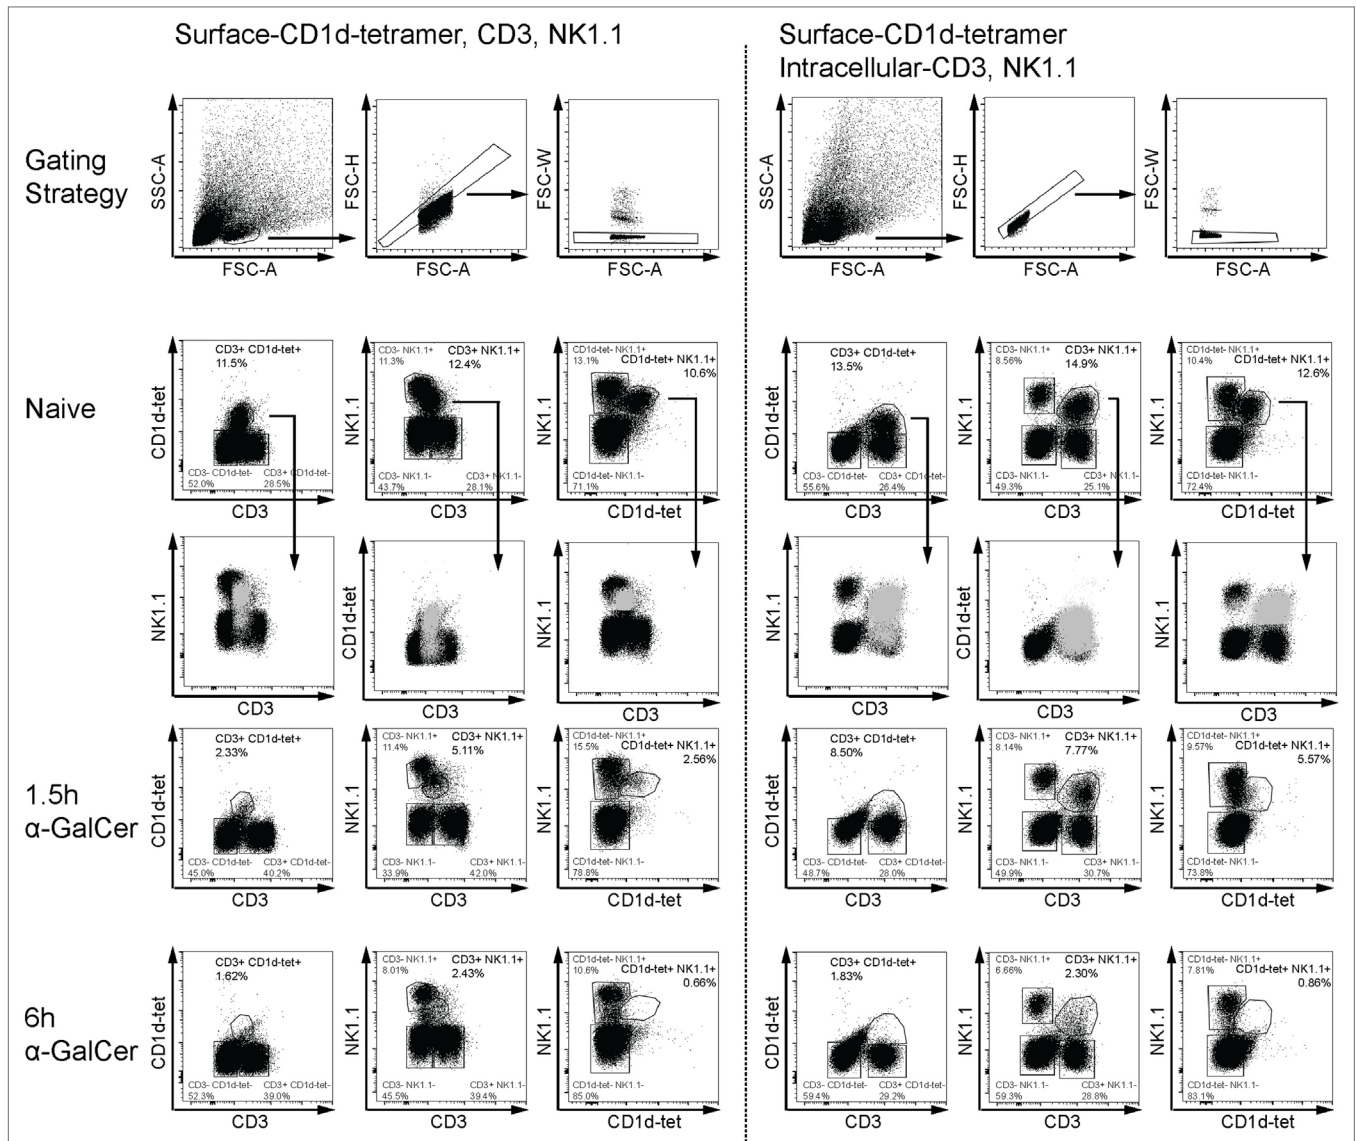 Surface-CD1d-tetramer, CD3, NK1.1
Surface-CD1d-tetramer
Intracellular-CD3, NK1.1
Gating
Strategy
SSC-A
FSC-A
FSC-H
FSC-A
FSC-W
FSC-A
SSC-A
FSC-A
FSC-H
FSC-A
FSC-W
FSC-A
Naive
CD1d-tet
CD3+ CD1d-tet+
11.5%
CD3- CD1d-tet-
52.0%
CD3+ CD1d-tet-
28.5%
CD3
NK1.1
CD3- NK1.1+
11.3%
CD3+ NK1.1+
12.4%
CD3- NK1.1-
43.7%
CD3+ NK1.1-
28.1%
CD3
NK1.1
CD1d-tet- NK1.1+
13.1%
CD1d-tet+ NK1.1+
10.6%
CD1d-tet- NK1.1-
71.1%
CD1d-tet
CD1d-tet
CD3+ CD1d-tet+
13.5%
CD3- CD1d-tet-
55.6%
CD3+ CD1d-tet-
26.4%
CD3
NK1.1
CD3- NK1.1+
8.56%
CD3+ NK1.1+
14.9%
CD3- NK1.1-
49.3%
CD3+ NK1.1-
25.1%
CD3
NK1.1
CD1d-tet- NK1.1+
10.4%
CD1d-tet+ NK1.1+
12.6%
CD1d-tet- NK1.1-
72.4%
CD1d-tet
NK1.1
CD3
CD1d-tet
CD3
NK1.1
CD3
NK1.1
CD3
CD1d-tet
CD3
NK1.1
CD3
1.5h
α-GalCer
CD1d-tet
CD3+ CD1d-tet+
2.33%
CD3- CD1d-tet-
45.0%
CD3+ CD1d-tet-
40.2%
CD3
NK1.1
CD3- NK1.1+
11.4%
CD3+ NK1.1+
5.11%
CD3- NK1.1-
33.9%
CD3+ NK1.1-
42.0%
CD3
NK1.1
CD1d-tet- NK1.1+
15.5%
CD1d-tet+ NK1.1+
2.56%
CD1d-tet- NK1.1-
78.8%
CD1d-tet
CD1d-tet
CD3+ CD1d-tet+
8.50%
CD3- CD1d-tet-
48.7%
CD3+ CD1d-tet-
28.0%
CD3
NK1.1
CD3- NK1.1+
8.14%
CD3+ NK1.1+
7.77%
CD3- NK1.1-
49.9%
CD3+ NK1.1-
30.7%
CD3
NK1.1
CD1d-tet- NK1.1+
9.57%
CD1d-tet+ NK1.1+
5.57%
CD1d-tet- NK1.1-
73.8%
CD1d-tet
6h
α-GalCer
CD1d-tet
CD3+ CD1d-tet+
1.62%
CD3- CD1d-tet-
52.3%
CD3+ CD1d-tet-
39.0%
CD3
NK1.1
CD3- NK1.1+
8.01%
CD3+ NK1.1+
2.43%
CD3- NK1.1-
45.5%
CD3+ NK1.1-
39.4%
CD3
NK1.1
CD1d-tet- NK1.1+
10.6%
CD1d-tet+ NK1.1+
0.66%
CD1d-tet- NK1.1-
85.0%
CD1d-tet
CD1d-tet
CD3+ CD1d-tet+
1.83%
CD3- CD1d-tet-
59.4%
CD3+ CD1d-tet-
29.2%
CD3
NK1.1
CD3- NK1.1+
6.66%
CD3+ NK1.1+
2.30%
CD3- NK1.1-
59.3%
CD3+ NK1.1-
28.8%
CD3
NK1.1
CD1d-tet- NK1.1+
7.81%
CD1d-tet+ NK1.1+
0.86%
CD1d-tet- NK1.1-
83.1%
CD1d-tet